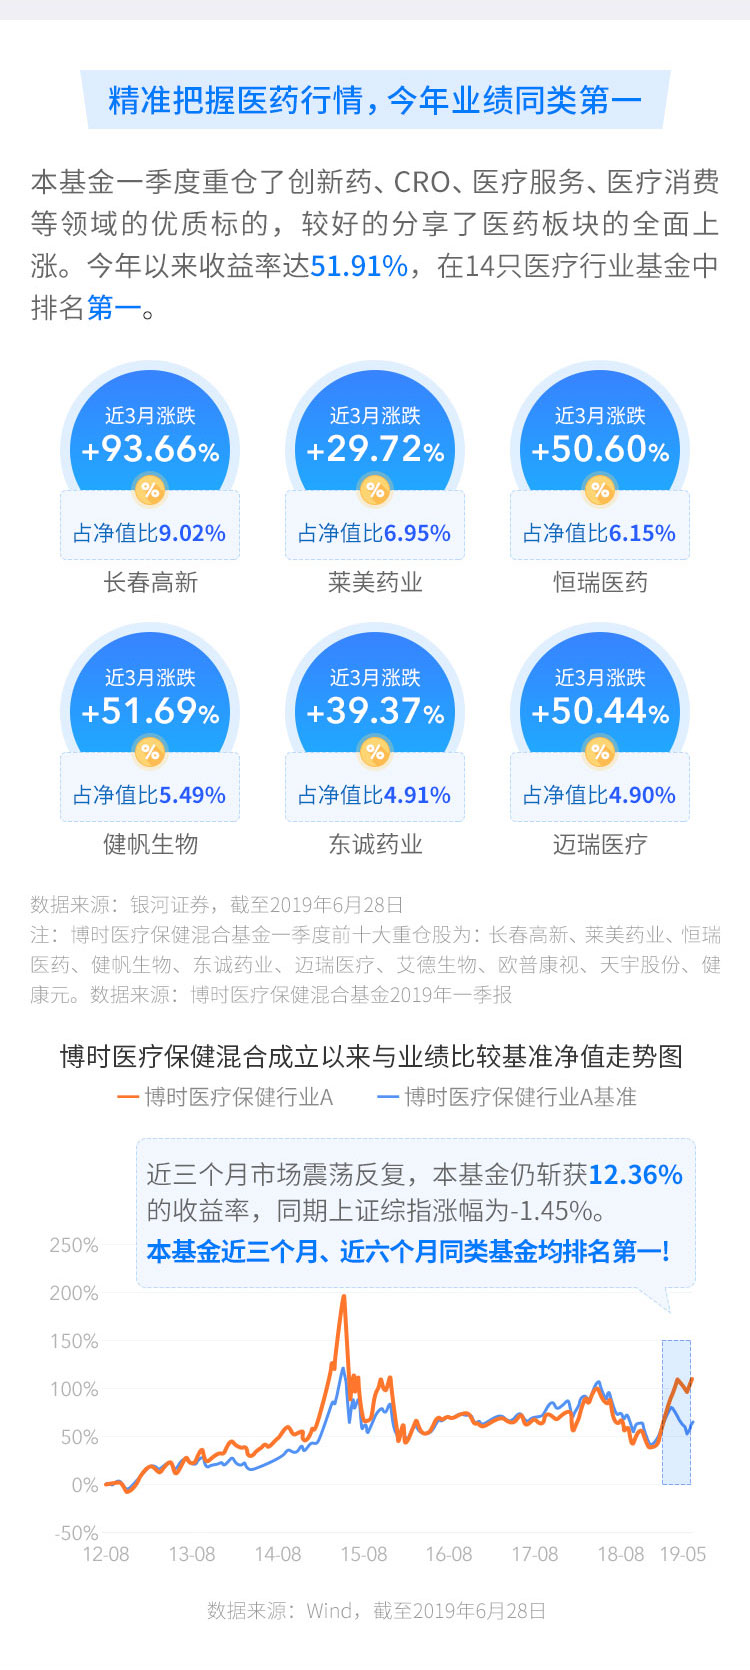 精准把握医药行情，今年业绩同类第一
本基金一季度重仓了创新药、CRO、医疗服务、医疗消费
等领域的优质标的，较好的分享了医药板块的全面上
涨。今年以来收益率达51.91%，在14只医疗行业基金中
排名第一。
近3月涨跌 近3月涨跌 近3月涨跌
+93.66% +29.72% +50.60%
% % %
占净值比9.02% 占净值比6.95% 占净值比6.15%
长春高新 莱美药业 恒瑞医药
近3月涨跌 近3月涨跌 近3月涨跌
+51.69% +39.37% +50.44%
% % %
占净值比5.49% 占净值比4.91% 占净值比4.90%
健帆生物 东诚药业 迈瑞医疗
数据来源：银河证券，截至2019年6月28日
注：博时医疗保健混合基金一季度前十大重仓股为：长春高新、莱美药业、恒瑞
医药、健帆生物、东诚药业、迈瑞医疗、艾德生物、欧普康视、天宇股份、健
康元。数据来源：博时医疗保健混合基金2019年一季报
博时医疗保健混合成立以来与业绩比较基准净值走势图
博时医疗保健行业A 博时医疗保健行业A基准
近三个月市场震荡反复，本基金仍斩获12.36%
的收益率，同期上证综指涨幅为-1.45%。
本基金近三个月、近六个月同类基金均排名第一!
250%
200%
150%
100%
50%
0%
-50%
12-08 13-08 14-08 15-08 16-08 17-08 18-08 19-05
数据来源：Wind，截至2019年6月28日